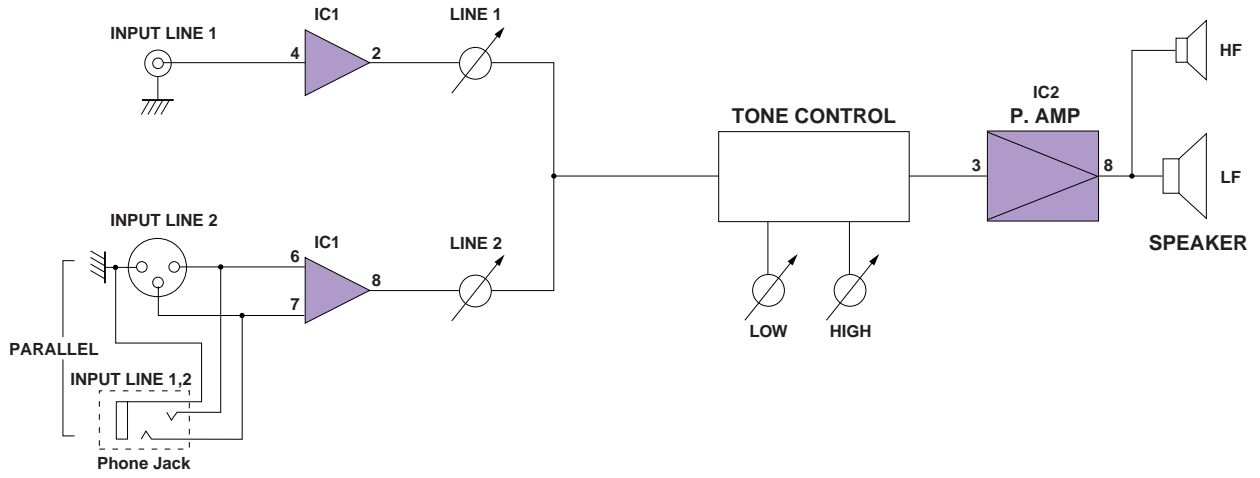 INPUT LINE 1
IC1
4
2
LINE 1
TONE CONTROL
3
IC2
P. AMP
8
HF
LF
SPEAKER
INPUT LINE 2
IC1
6
7
8
LINE 2
LOW
HIGH
PARALLEL
INPUT LINE 1,2
Phone Jack